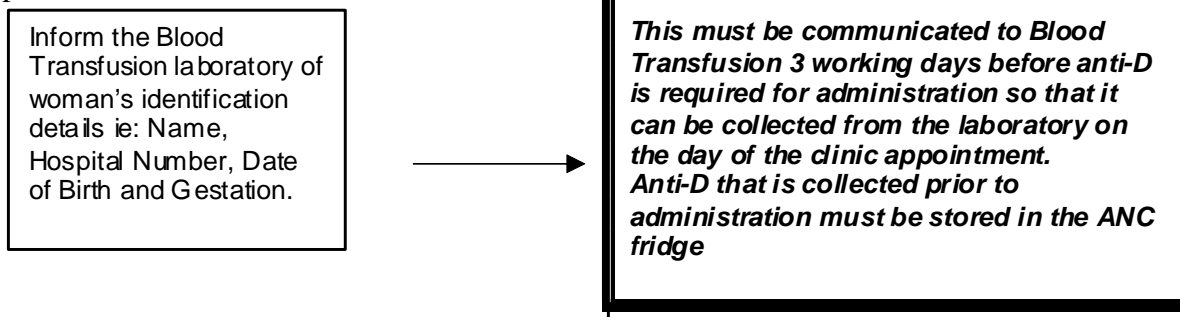 Inform the Blood
Transfusion laboratory of
woman's identification
details ie: Name,
Hospital Number, Date
of Birth and Gestation.
This must be communicated to Blood
Transfusion 3 working days before anti-D
is required for administration so that it
can be collected from the laboratory on
the day of the clinic appointment.
Anti-D that is collected prior to
administration must be stored in the ANC
fridge